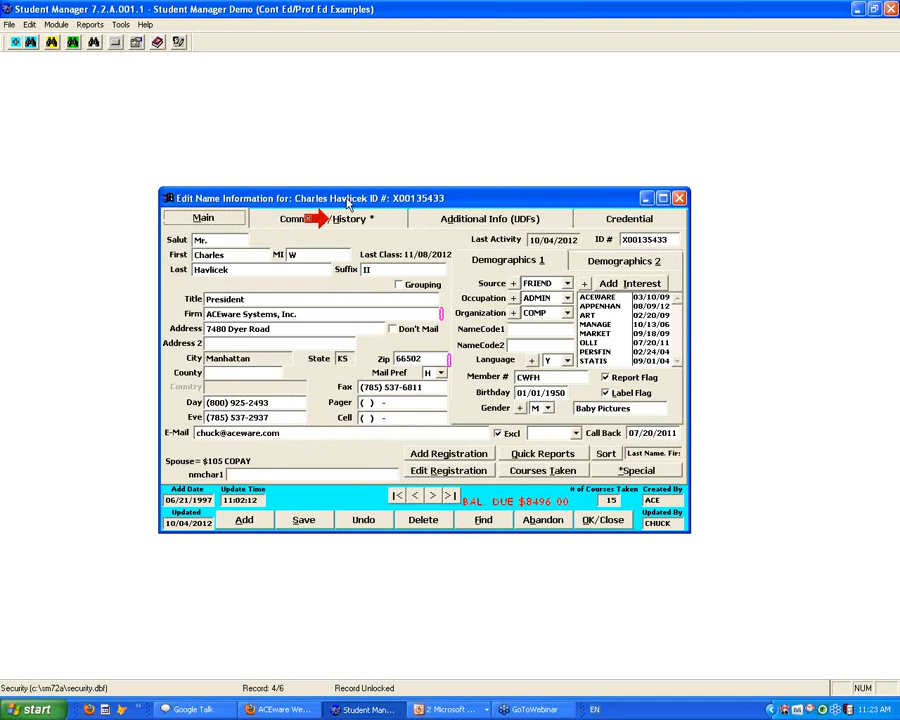 Student Manager 7.2.A.001.1 - Student Manager Demo (Cont Ed/Prof Ed Examples)
File Edit Module Reports Tools Help
Edit Name Information for: Charles Havlicek ID #: X00135433
Main Comm /History * Additional Info (UDFs) Credential
Salut Mr. Last Activity 10/04/2012 ID # X00135433
First Charles MI W Last Class: 11/08/2012
Last Havlicek Suffix II
Demographics 1 Demographics 2
Grouping
Source + FRIEND + Add Interest
Title President
Occupation + ADMIN
Firm ACEware Systems, Inc.
Organization + COMP
Address 7480 Dyer Road Don't Mail
NameCode1
Address 2
NameCode2
ACEWARE 03/10/09
APPENHAN 08/09/12
ART 02/20/09
MANAGE 10/13/06
MARKET 09/18/09
OLLI 07/20/11
PERSFIN 02/24/04
STATIS 09/01/04
City Manhattan State KS Zip 66502
Language + Y
County Mail Pref H
Member # CWFH Report Flag
Country Fax (785) 537-6811
Birthday 01/01/1950 Label Flag
Day (800) 925-2493 Pager ( ) -
Gender + M Baby Pictures
Eve (785) 537-2937 Cell ( ) -
E-Mail chuck@aceware.com Excl Call Back 07/20/2011
Add Registration Quick Reports Sort Last Name. Firs
Spouse= $105 COPAY
Edit Registration Courses Taken *Special
nmchar1
Add Date Update Time # of Courses Taken Created By
06/21/1997 11:02:12 |< < > >| BAL. DUE $8496.00 15 ACE
Updated Updated By
10/04/2012 Add Save Undo Delete Find Abandon OK/Close CHUCK
Security (c:\sm72a\security.dbf) Record: 4/6 Record Unlocked NUM
start Google Talk ACEware We... Student Man... 2 Microsoft ... GoToWebinar EN 11:23 AM